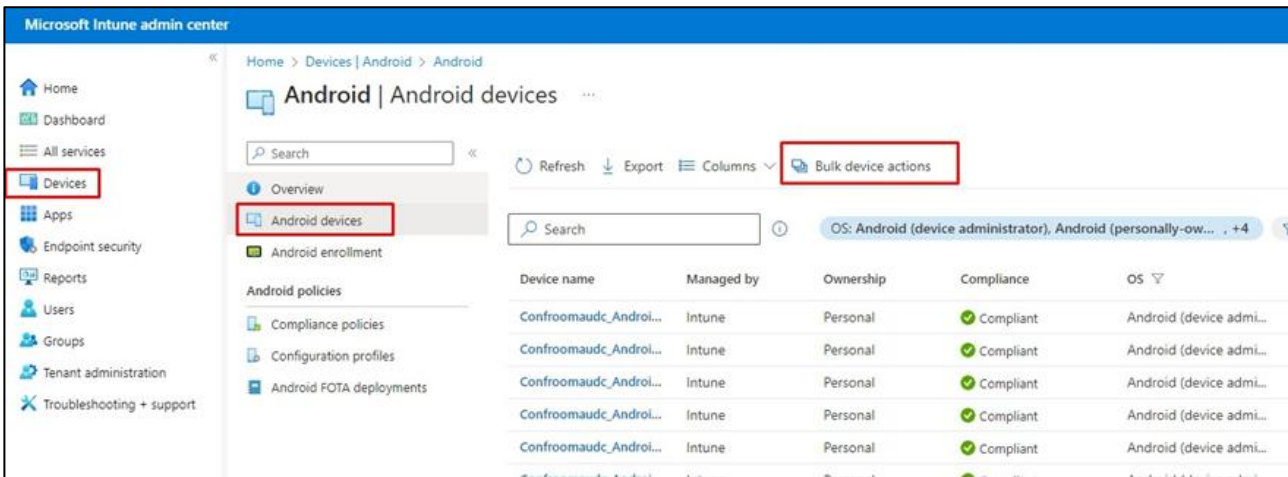 Microsoft Intune admin center
«
Home
Dashboard
All services
Devices
Apps
Endpoint security
Reports
Users
Groups
Tenant administration
Troubleshooting + support
Home > Devices | Android > Android
Android | Android devices ...
Search «
Overview
Android devices
Android enrollment
Android policies
Compliance policies
Configuration profiles
Android FOTA deployments
Refresh Export Columns Bulk device actions
Search OS: Android (device administrator), Android (personally-ow... , +4
Device name Managed by Ownership Compliance OS
Confroomaudc_Androi... Intune Personal Compliant Android (device admi...
Confroomaudc_Androi... Intune Personal Compliant Android (device admi...
Confroomaudc_Androi... Intune Personal Compliant Android (device admi...
Confroomaudc_Androi... Intune Personal Compliant Android (device admi...
Confroomaudc_Androi... Intune Personal Compliant Android (device admi...